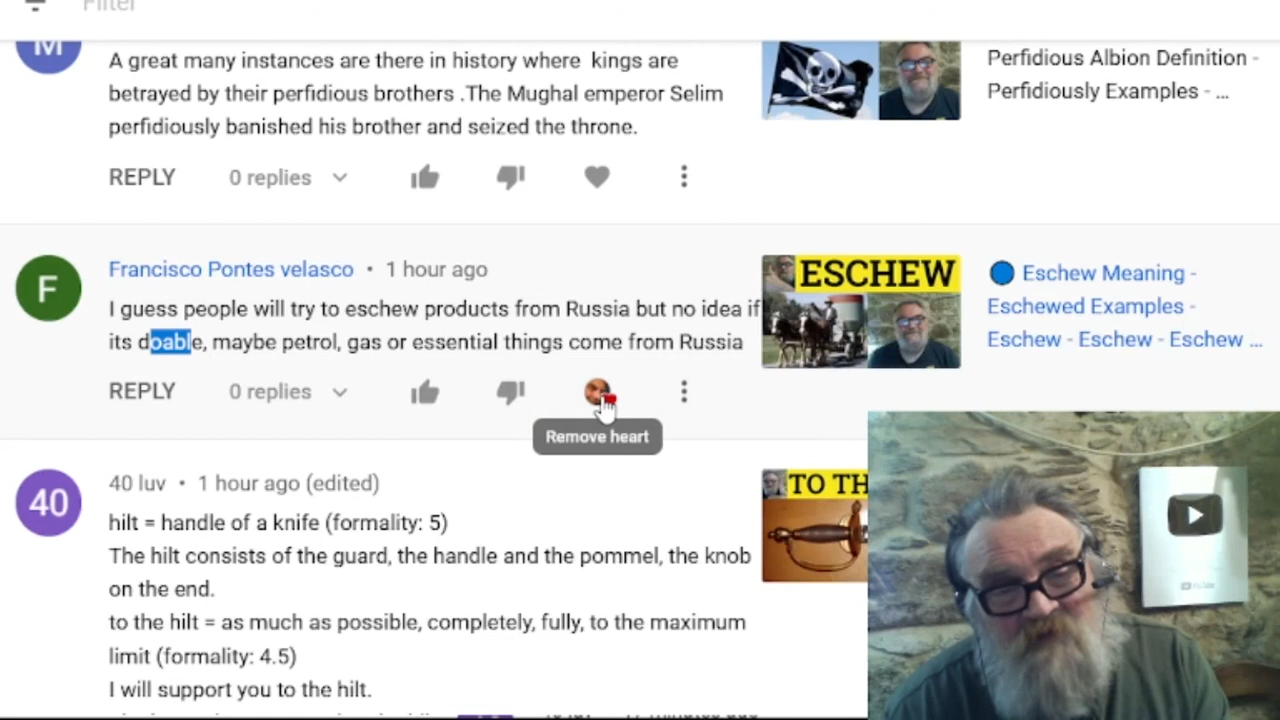 Filter
M
A great many instances are there in history where kings are
betrayed by their perfidious brothers .The Mughal emperor Selim
perfidiously banished his brother and seized the throne.
Perfidious Albion Definition -
Perfidiously Examples - ...
REPLY 0 replies
F
Francisco Pontes velasco • 1 hour ago
I guess people will try to eschew products from Russia but no idea if
its doable, maybe petrol, gas or essential things come from Russia
ESCHEW
Eschew Meaning -
Eschewed Examples -
Eschew - Eschew - Eschew ...
REPLY 0 replies
Remove heart
40
40 luv • 1 hour ago (edited)
hilt = handle of a knife (formality: 5)
The hilt consists of the guard, the handle and the pommel, the knob
on the end.
to the hilt = as much as possible, completely, fully, to the maximum
limit (formality: 4.5)
I will support you to the hilt.
TO TH